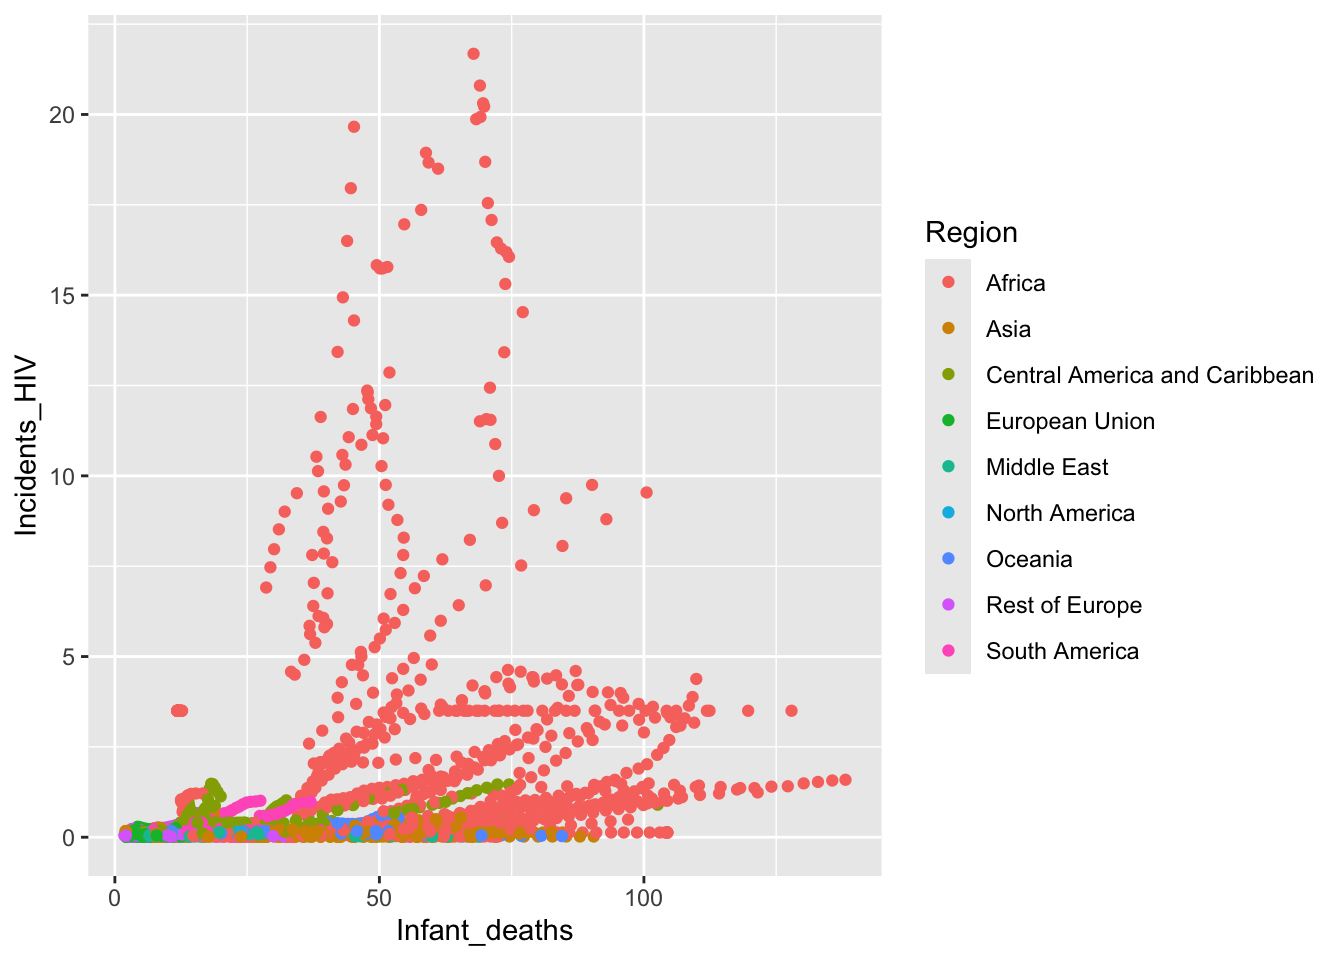 20
15
10
5
0
0
50
100
Incidents_HIV
Infant_deaths
Region
Africa
Asia
Central America and Caribbean
European Union
Middle East
North America
Oceania
Rest of Europe
South America